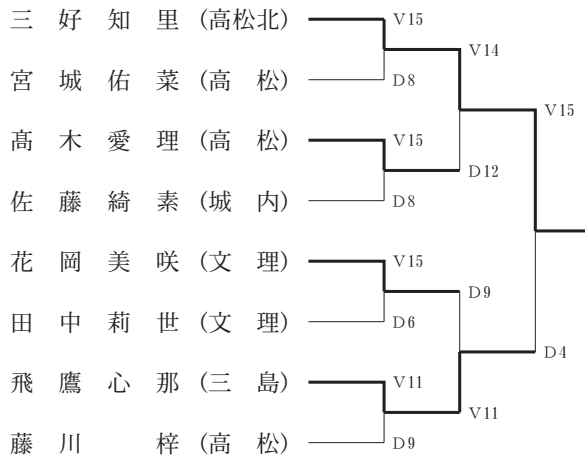 三好知里 (高松北) V15
V14
宮城佑菜 (高松) D8
V15
髙木愛理 (高松) V15
D12
佐藤綺素 (城内) D8
花岡美咲 (文理) V15
D9
田中莉世 (文理) D6
D4
飛鷹心那 (三島) V11
V11
藤川梓 (高松) D9